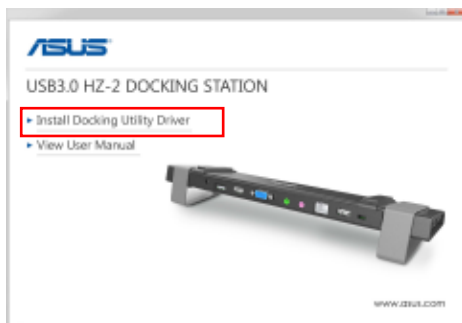 ASUS
USB3.0 HZ-2 DOCKING STATION
Install Docking Utility Driver
View User Manual
www.asus.com